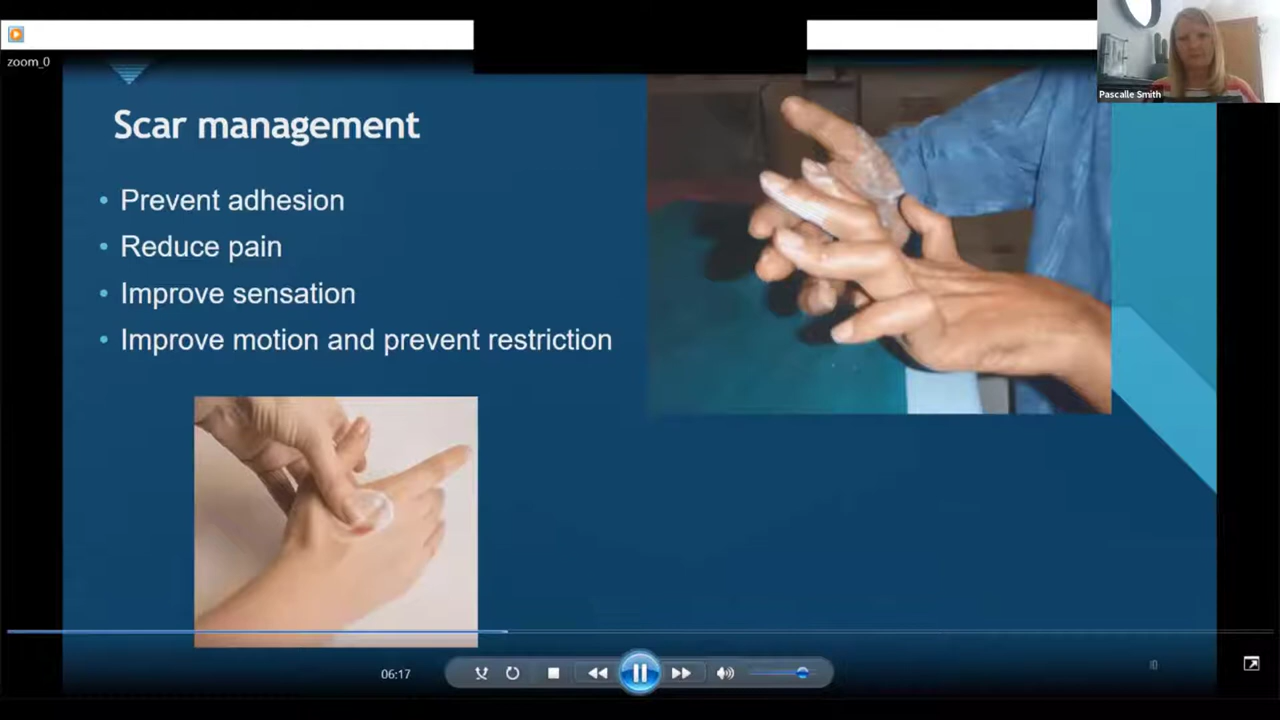 zoom_0
Pascalle Smith
Scar management
• Prevent adhesion
• Reduce pain
• Improve sensation
• Improve motion and prevent restriction
06:17